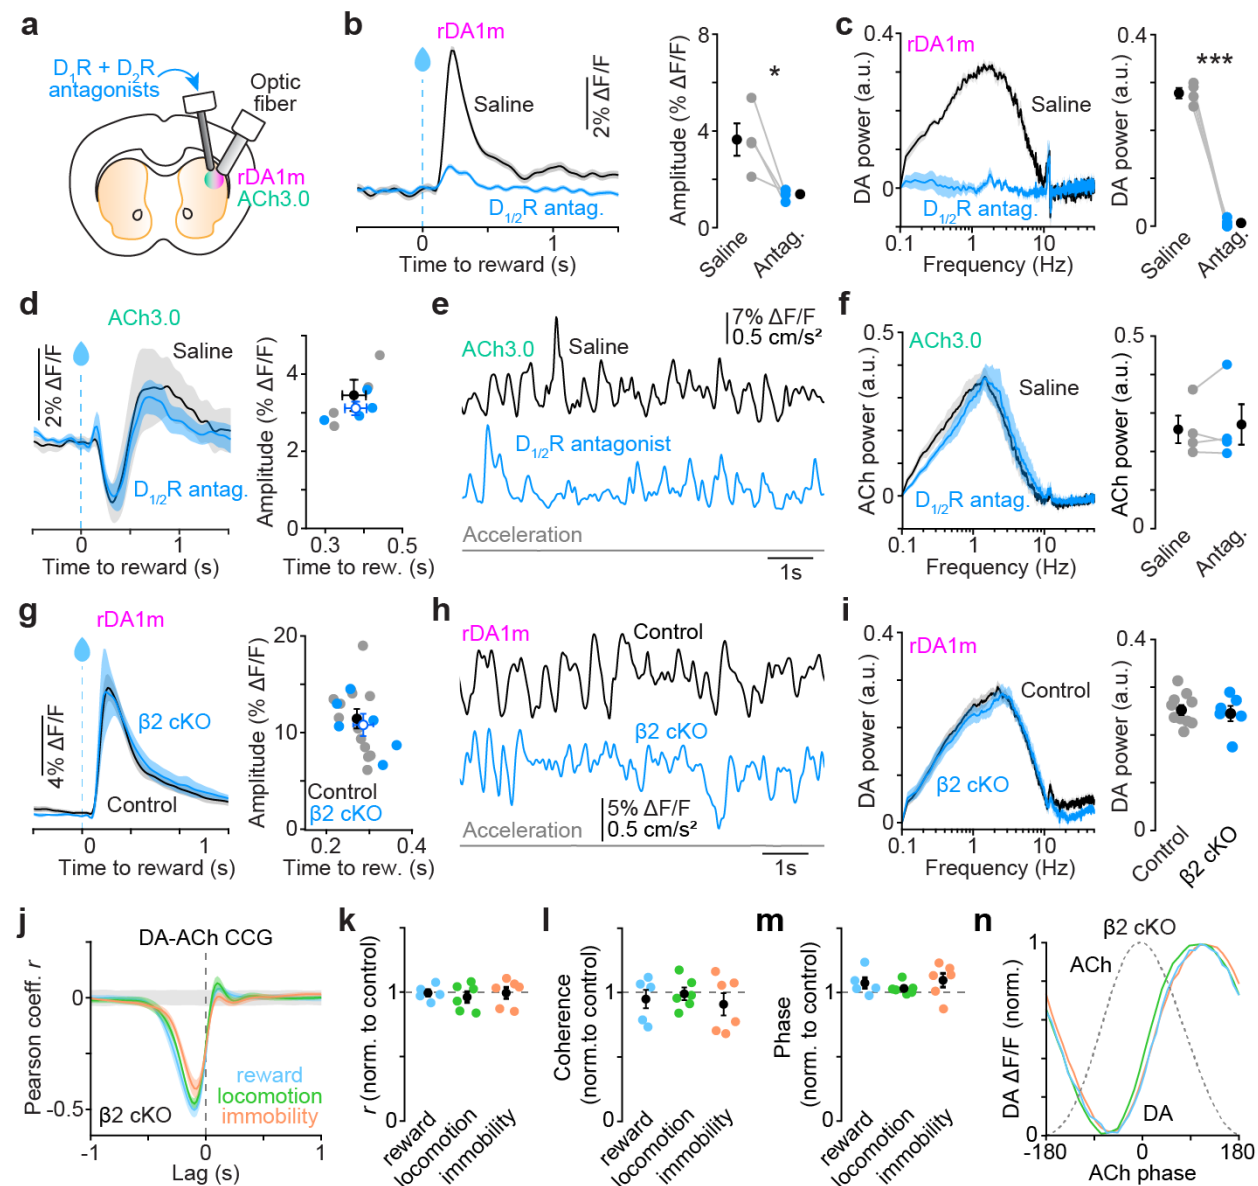 a
D1R + D2R
antagonists
Optic
fiber
rDA1m
ACh3.0
b
rDA1m
Saline
2% ΔF/F
D1/2R antag.
0
1
Time to reward (s)
Amplitude (% ΔF/F)
8
4
0
*
Saline
Antag.
c
rDA1m
DA power (a.u.)
0.4
0
Saline
D1/2R antag.
0.1
1
10
Frequency (Hz)
DA power (a.u.)
0.4
0
***
Saline
Antag.
d
ACh3.0
2% ΔF/F
Saline
D1/2R antag.
0
1
Time to reward (s)
Amplitude (% ΔF/F)
4
2
0
0.3
0.5
Time to rew. (s)
e
ACh3.0
Saline
7% ΔF/F
0.5 cm/s²
D1/2R antagonist
Acceleration
1s
f
ACh3.0
ACh power (a.u.)
0.5
0
Saline
D1/2R antag.
0.1
1
10
Frequency (Hz)
ACh power (a.u.)
0.5
0
Saline
Antag.
g
rDA1m
4% ΔF/F
β2 cKO
Control
0
1
Time to reward (s)
Amplitude (% ΔF/F)
20
10
0
Control
β2 cKO
0.2
0.4
Time to rew. (s)
h
rDA1m
Control
β2 cKO
5% ΔF/F
0.5 cm/s²
Acceleration
1s
i
rDA1m
DA power (a.u.)
0.4
0
Control
β2 cKO
0.1
1
10
Frequency (Hz)
DA power (a.u.)
0.4
0
Control
β2 cKO
j
DA-ACh CCG
Pearson coeff. r
0
-0.5
reward
locomotion
immobility
β2 cKO
-1
0
1
Lag (s)
k
r (norm. to control)
1
0
reward
locomotion
immobility
l
Coherence
(norm.to control)
1
0
reward
locomotion
immobility
m
Phase
(norm. to control)
1
0
reward
locomotion
immobility
n
β2 cKO
ACh
DA
DA ΔF/F (norm.)
1
0
-180
0
180
ACh phase